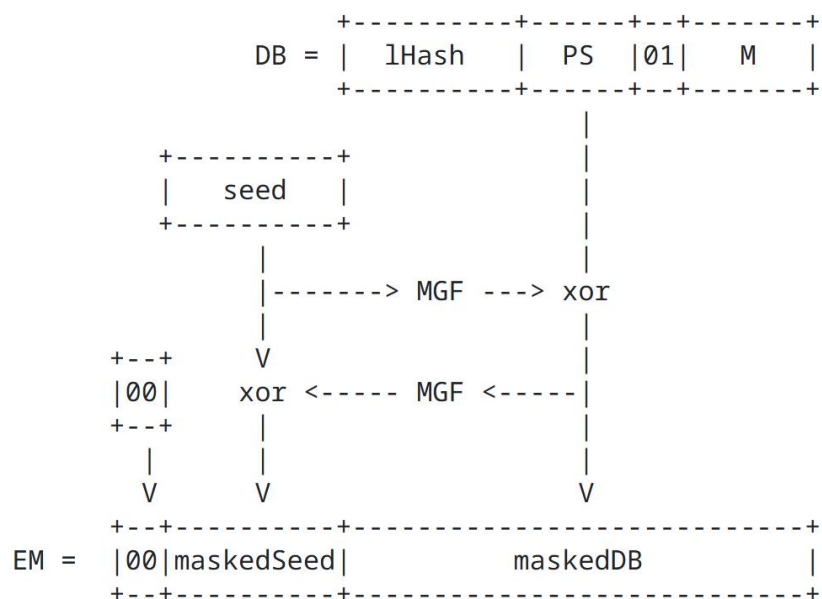 +----------+------+--+-------+
                DB = |  lHash   |  PS  |01|   M   |
                     +----------+------+--+-------+
                                    |
          +----------+              |
          |   seed   |              |
          +----------+              |
                |                   |
                |-------> MGF ---> xor
                |                   |
       +--+     V                   |
       |00|    xor <----- MGF <-----|
       +--+     |                   |
         |      |                   |
         V      V                   V
       +--+----------+----------------------------+
 EM =  |00|maskedSeed|          maskedDB          |
       +--+----------+----------------------------+